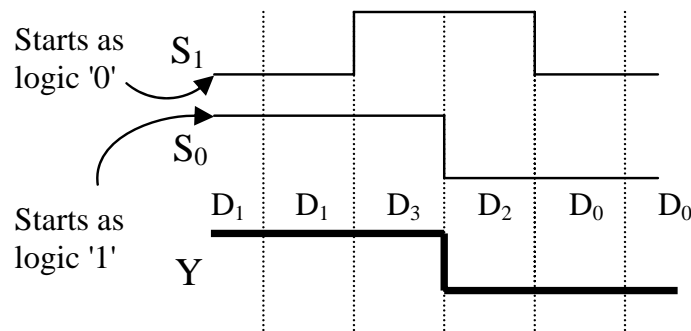 Starts as
logic '0'
S₁
S₀
D₁ D₁ D₃ D₂ D₀ D₀
Starts as
logic '1'
Y